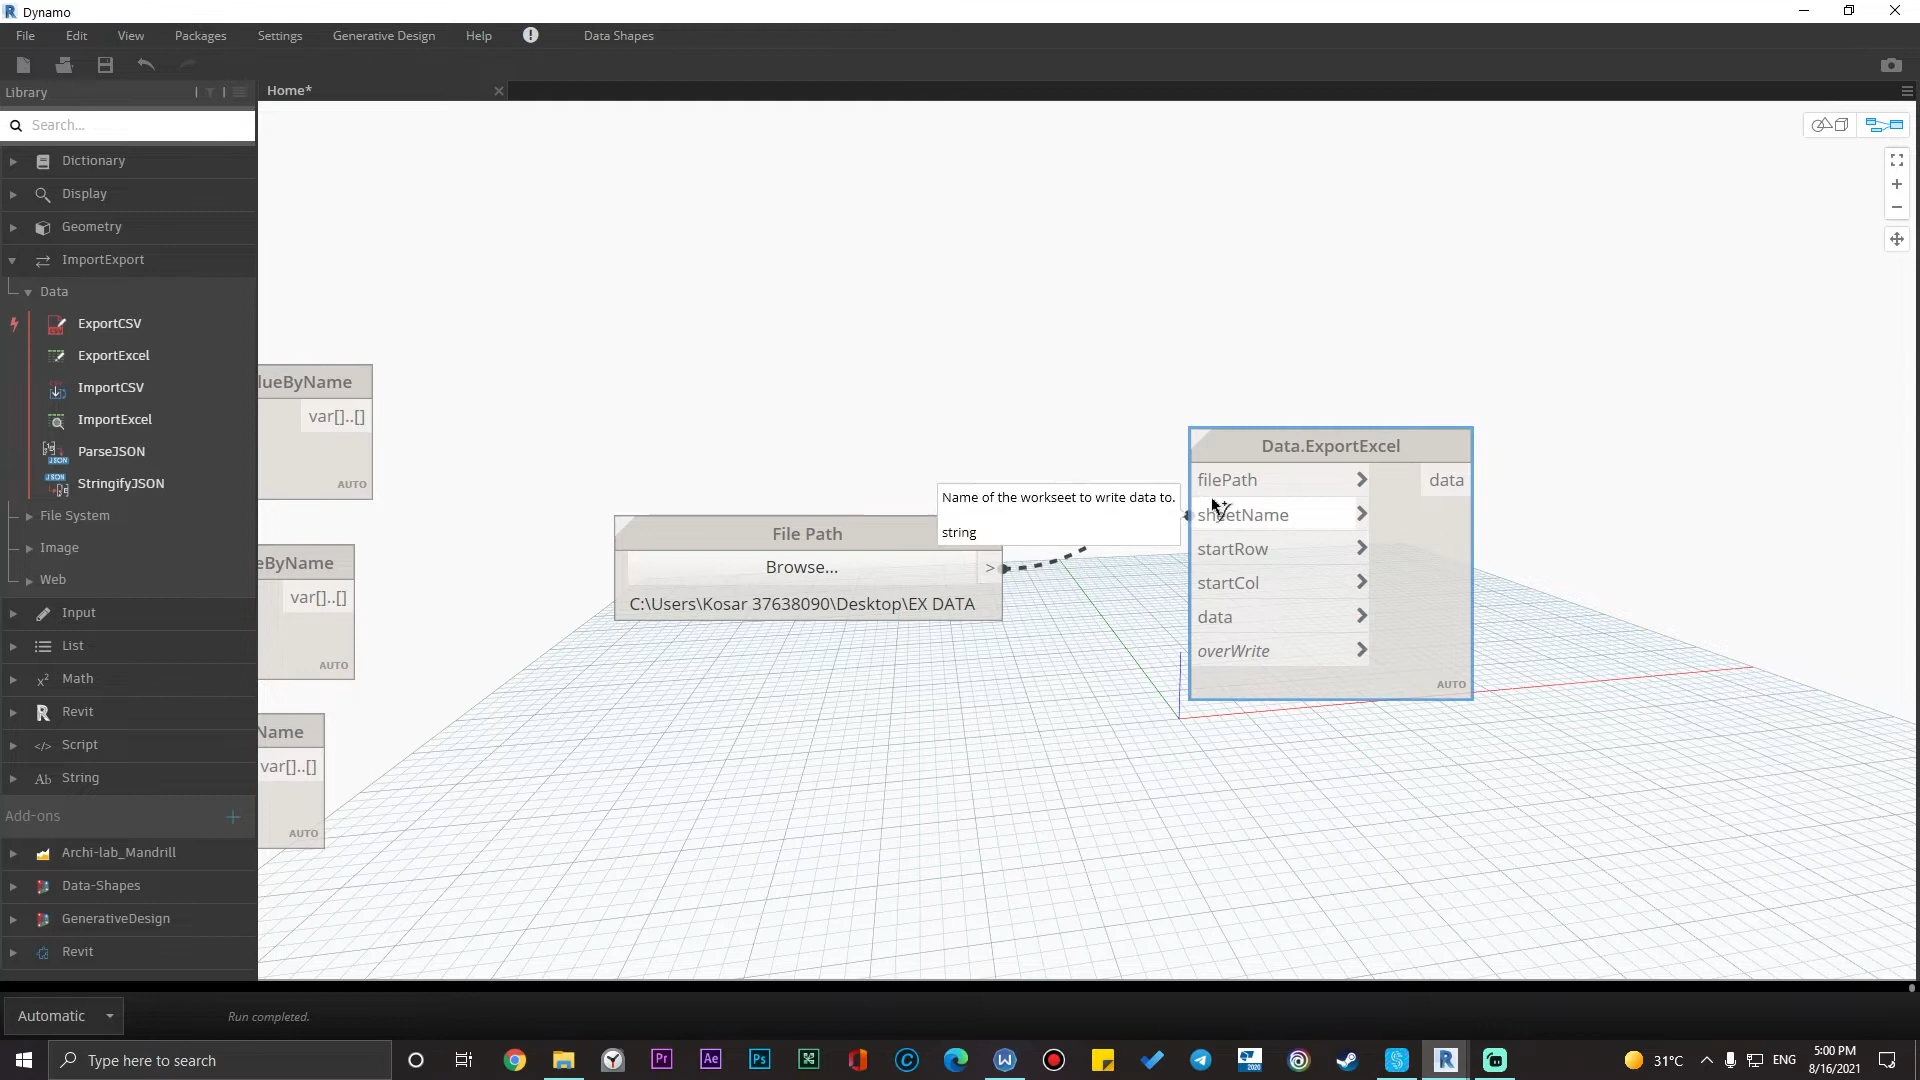 Dynamo
File Edit View Packages Settings Generative Design Help Data Shapes
Library
Home*
Search...
Dictionary
Display
Geometry
ImportExport
Data
ExportCSV
ExportExcel
ImportCSV
ImportExcel
ParseJSON
StringifyJSON
File System
Image
Web
Input
List
Math
Revit
Script
String
Add-ons
Archi-lab_Mandrill
Data-Shapes
GenerativeDesign
Revit
lueByName
var[]..[]
AUTO
eByName
var[]..[]
AUTO
Name
var[]..[]
AUTO
File Path
Browse...
>
C:\Users\Kosar 37638090\Desktop\EX DATA
Name of the workseet to write data to.
string
Data.ExportExcel
filePath
data
sheetName
startRow
startCol
data
overWrite
AUTO
Automatic
Run completed.
Type here to search
31°C
ENG
5:00 PM
8/16/2021